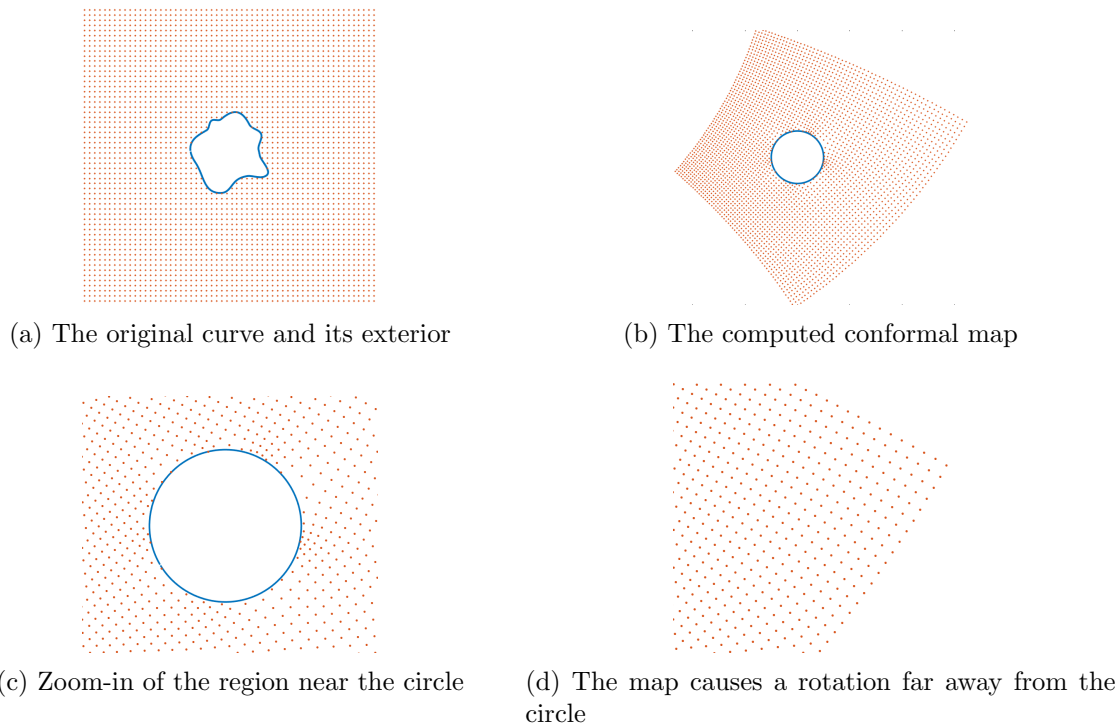 (a) The original curve and its exterior
(b) The computed conformal map
(c) Zoom-in of the region near the circle
(d) The map causes a rotation far away from the
circle